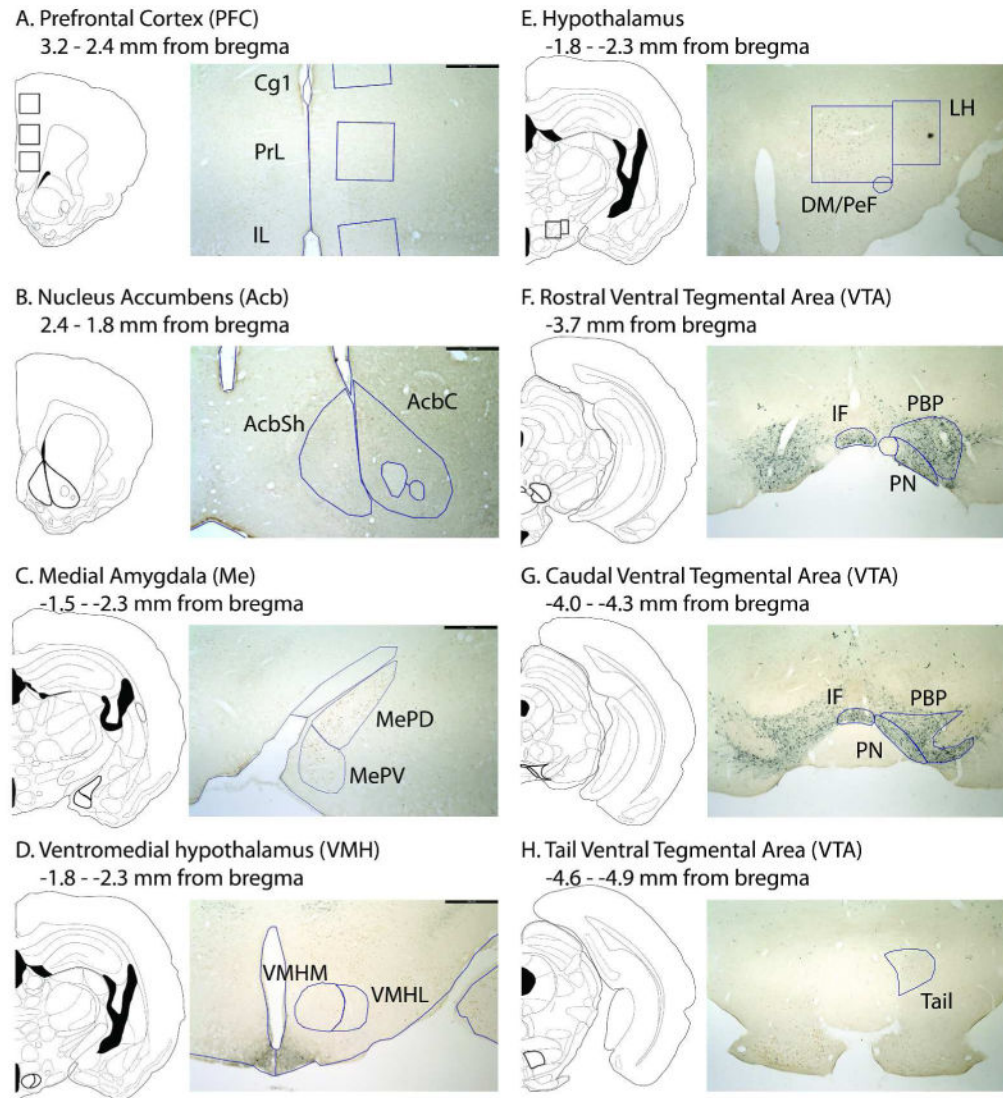 A. Prefrontal Cortex (PFC)
3.2 - 2.4 mm from bregma
Cg1
PrL
IL
B. Nucleus Accumbens (Acb)
2.4 - 1.8 mm from bregma
AcbSh
AcbC
C. Medial Amygdala (Me)
-1.5 - -2.3 mm from bregma
MePD
MePV
D. Ventromedial hypothalamus (VMH)
-1.8 - -2.3 mm from bregma
VMHM
VMHL
E. Hypothalamus
-1.8 - -2.3 mm from bregma
LH
DM/PeF
F. Rostral Ventral Tegmental Area (VTA)
-3.7 mm from bregma
IF
PBP
PN
G. Caudal Ventral Tegmental Area (VTA)
-4.0 - -4.3 mm from bregma
IF
PBP
PN
H. Tail Ventral Tegmental Area (VTA)
-4.6 - -4.9 mm from bregma
Tail